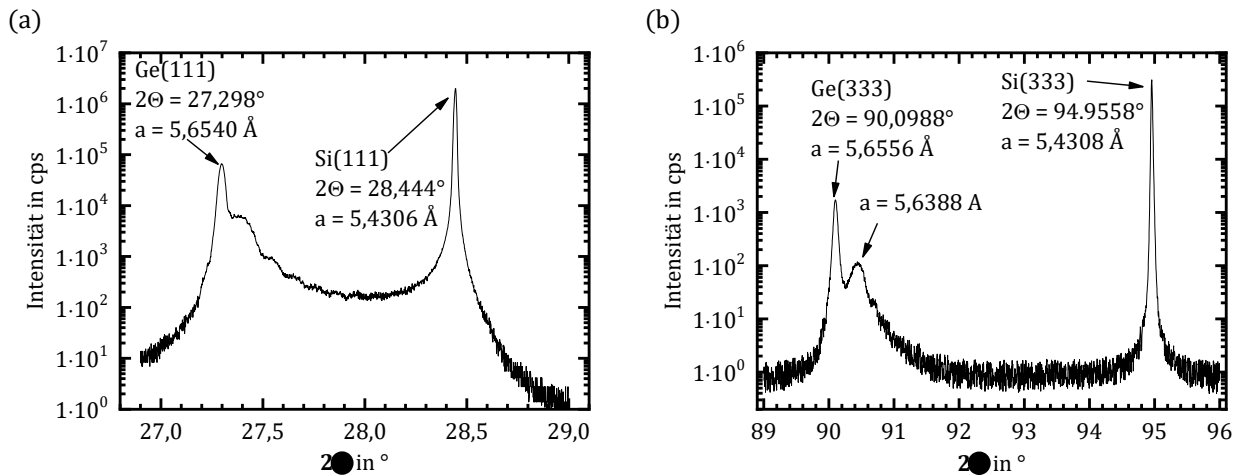 (a)
(b)
1·10⁷
1·10⁶
1·10⁵
1·10⁴
1·10³
1·10²
1·10¹
1·10⁰
Intensität in cps
Ge(111)
2Θ = 27,298°
a = 5,6540 Å
Si(111)
2Θ = 28,444°
a = 5,4306 Å
27,0
27,5
28,0
28,5
29,0
2 in °
1·10⁶
1·10⁵
1·10⁴
1·10³
1·10²
1·10¹
1·10⁰
Intensität in cps
Ge(333)
2Θ = 90,0988°
a = 5,6556 Å
a = 5,6388 A
Si(333)
2Θ = 94.9558°
a = 5,4308 Å
89
90
91
92
93
94
95
96
2 in °